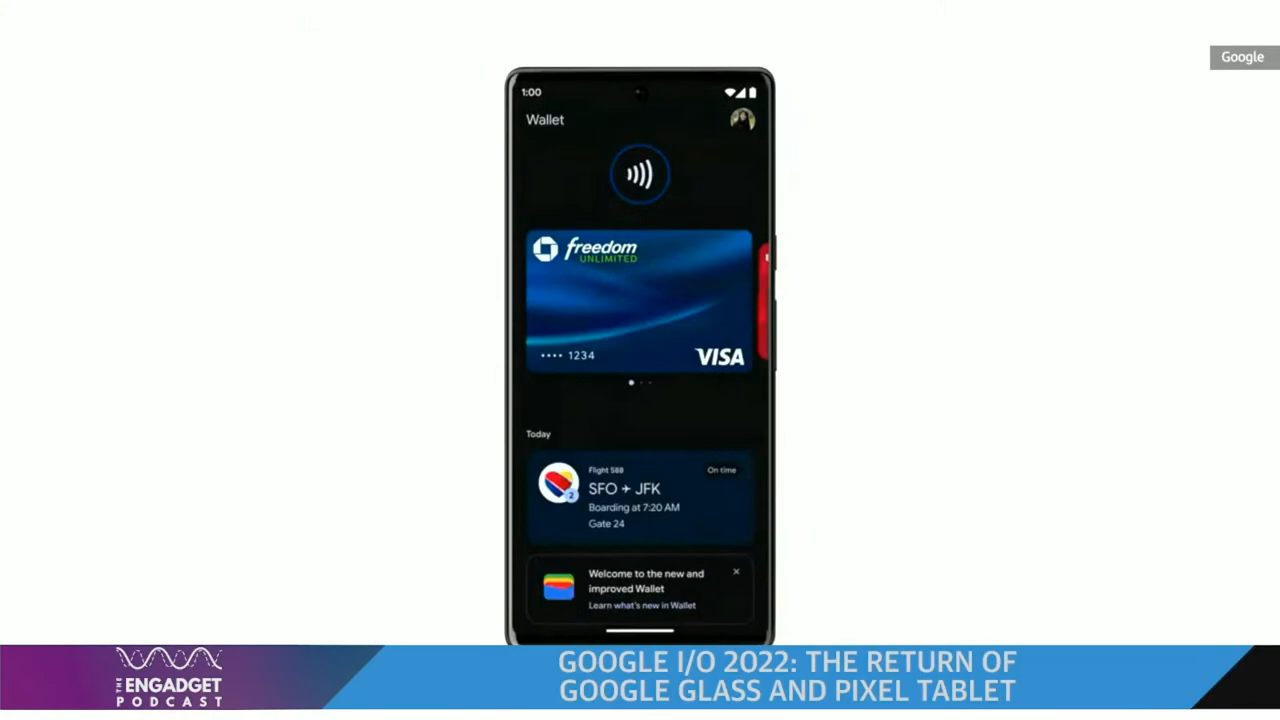 Google
1:00
Wallet
freedom
UNLIMITED
•••• 1234
VISA
Today
Flight 588
On time
SFO ✈ JFK
Boarding at 7:20 AM
Gate 24
2
Welcome to the new and
improved Wallet
Learn what's new in Wallet
THE
ENGADGET
PODCAST
GOOGLE I/O 2022: THE RETURN OF
GOOGLE GLASS AND PIXEL TABLET